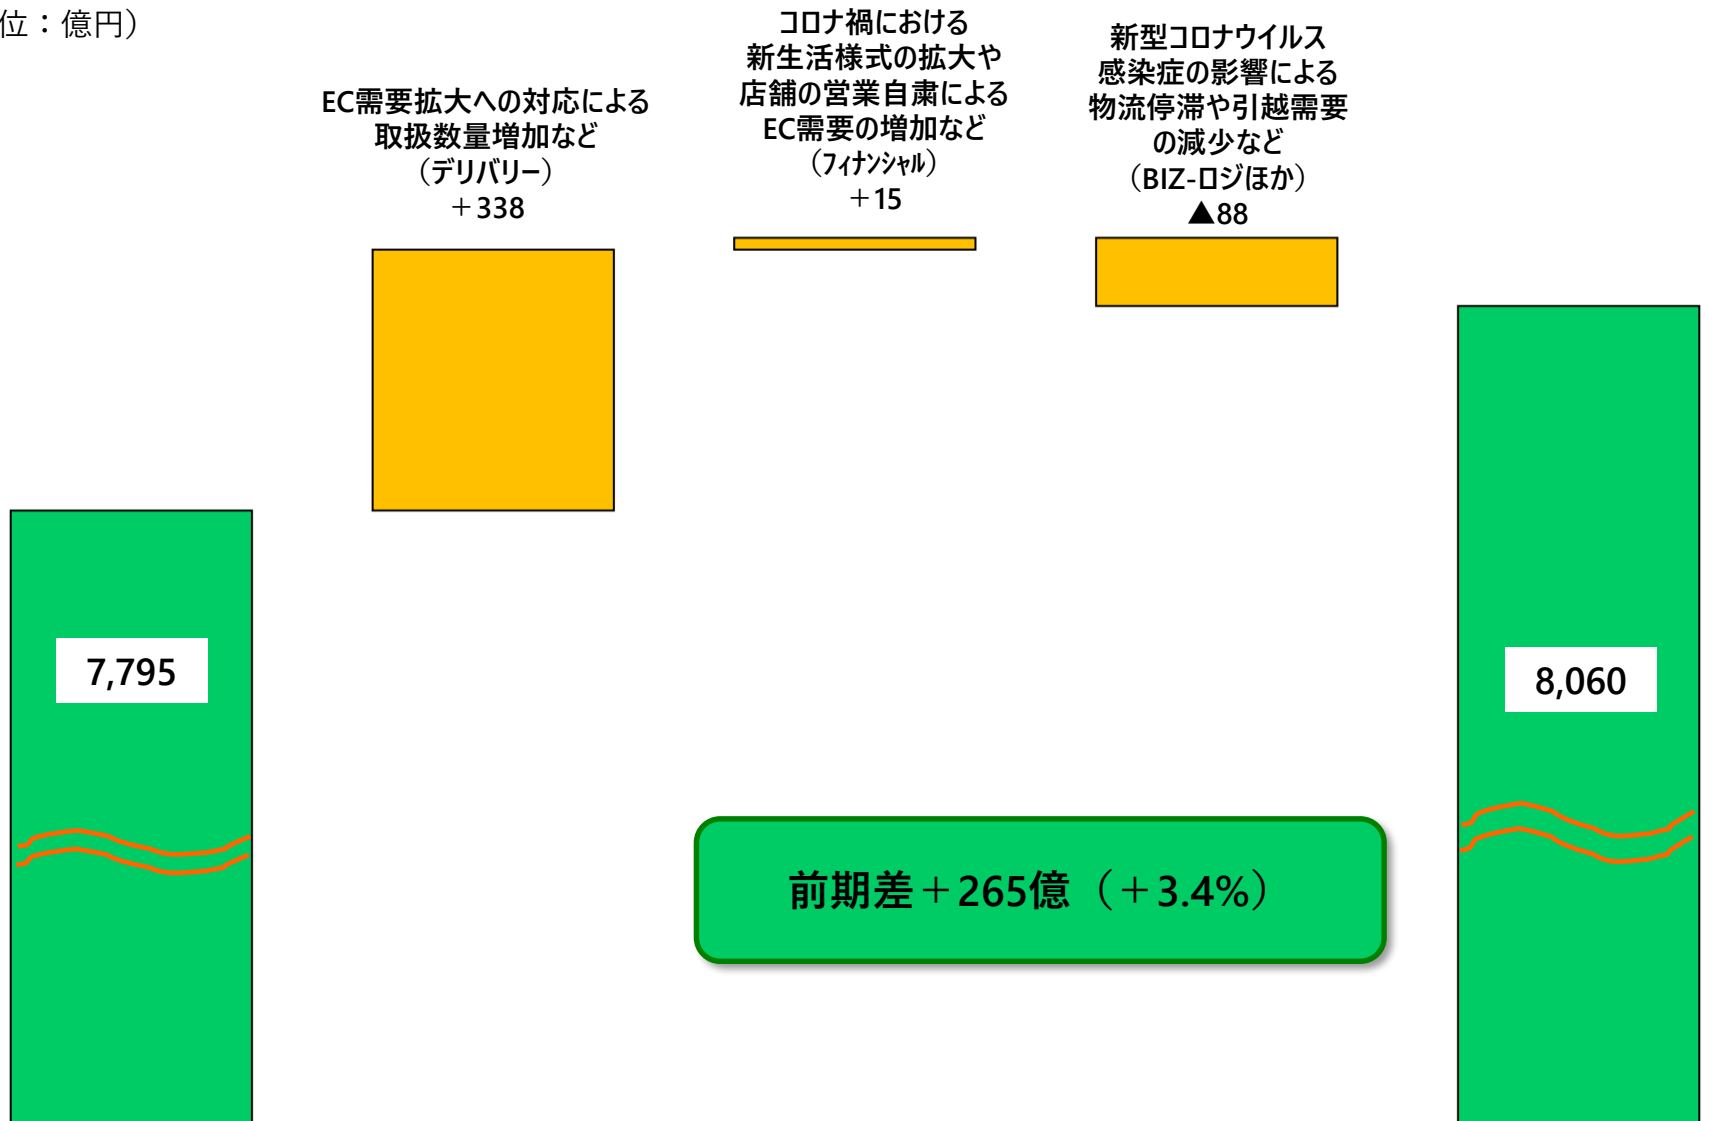 位：億円）
EC需要拡大への対応による
取扱数量増加など
（デリバリー）
＋338
コロナ禍における
新生活様式の拡大や
店舗の営業自粛による
EC需要の増加など
（フィナンシャル）
＋15
新型コロナウイルス
感染症の影響による
物流停滞や引越需要
の減少など
（BIZ-ロジほか）
▲88
7,795
8,060
前期差＋265億（＋3.4%）